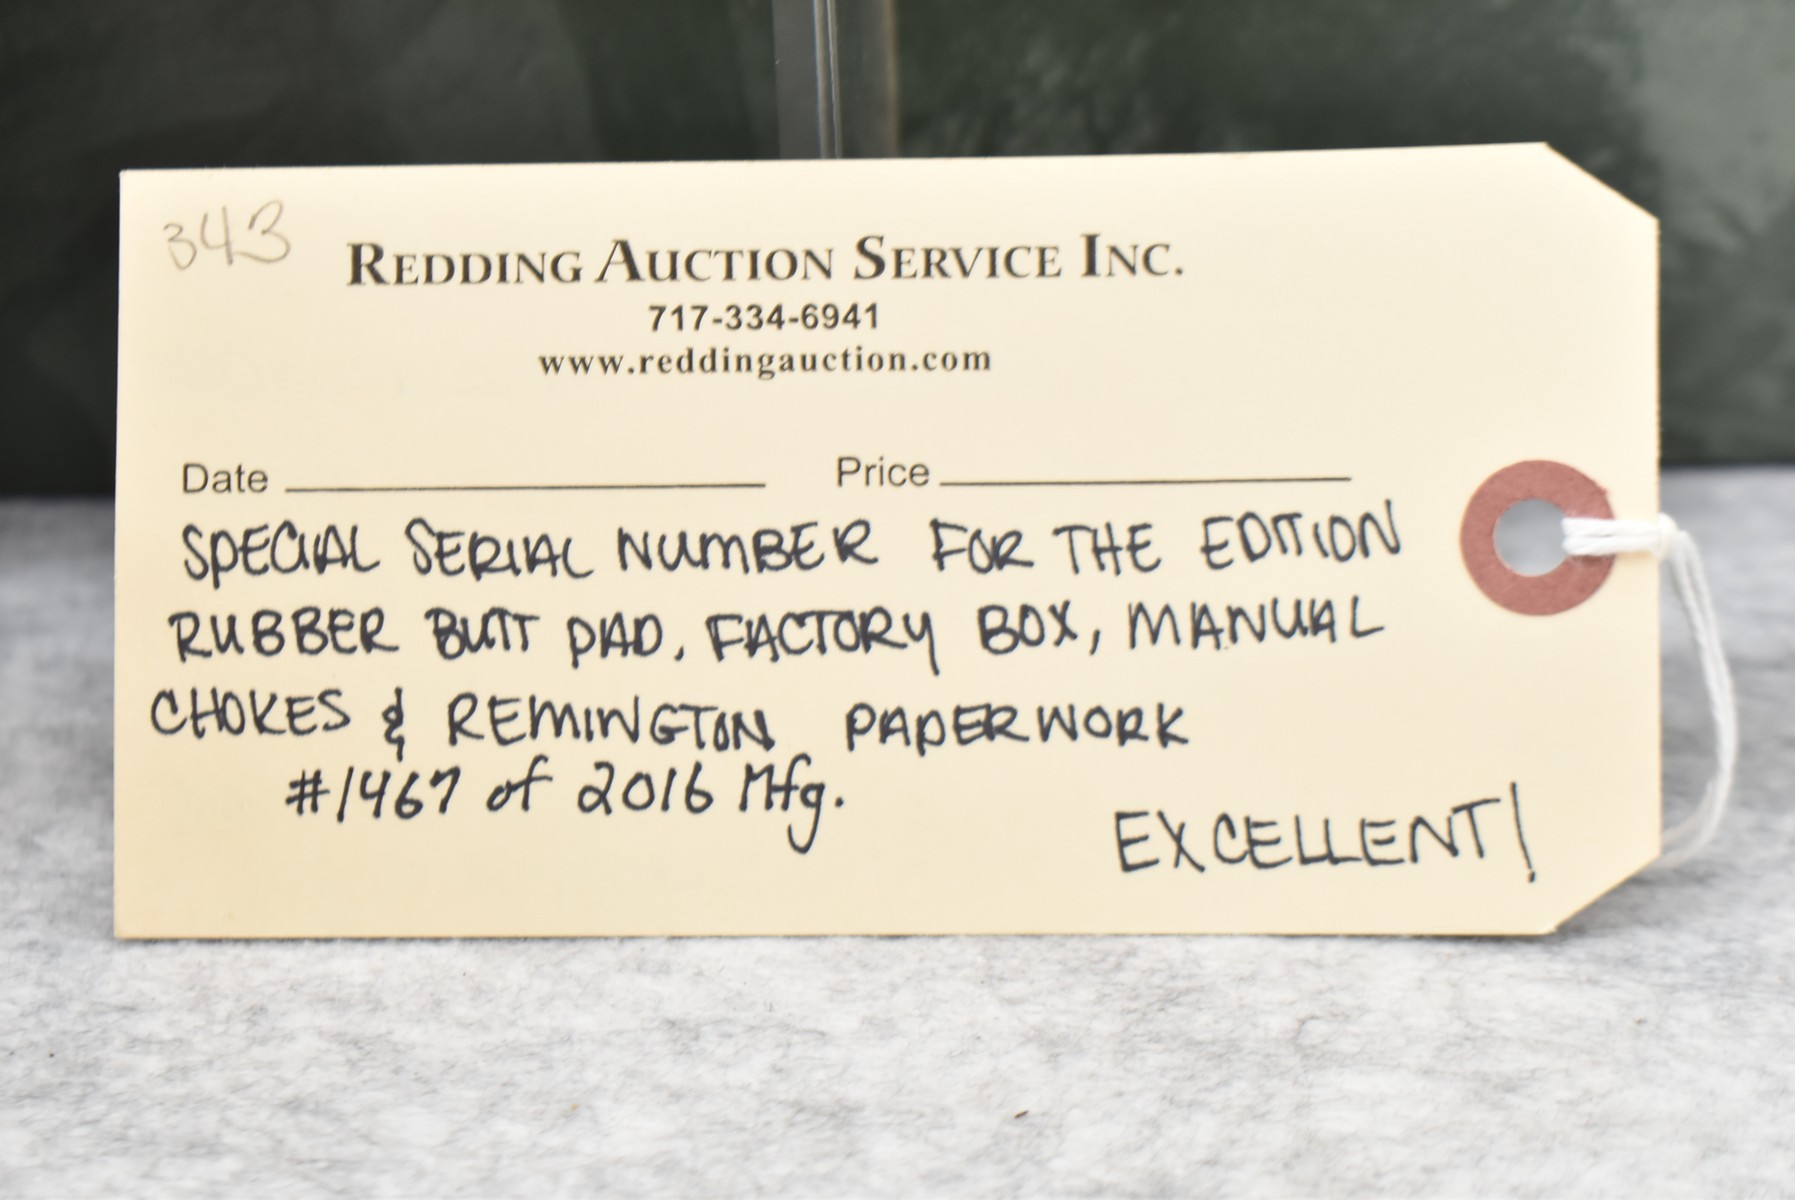 343
REDDING AUCTION SERVICE INC.
717-334-6941
www.reddingauction.com
Date Price
SPECIAL SERIAL NUMBER FOR THE EDITION
RUBBER BUTT PAD, FACTORY BOX, MANUAL
CHOKES & REMINGTON PAPERWORK
#1467 of 2016 Mfg.
EXCELLENT!